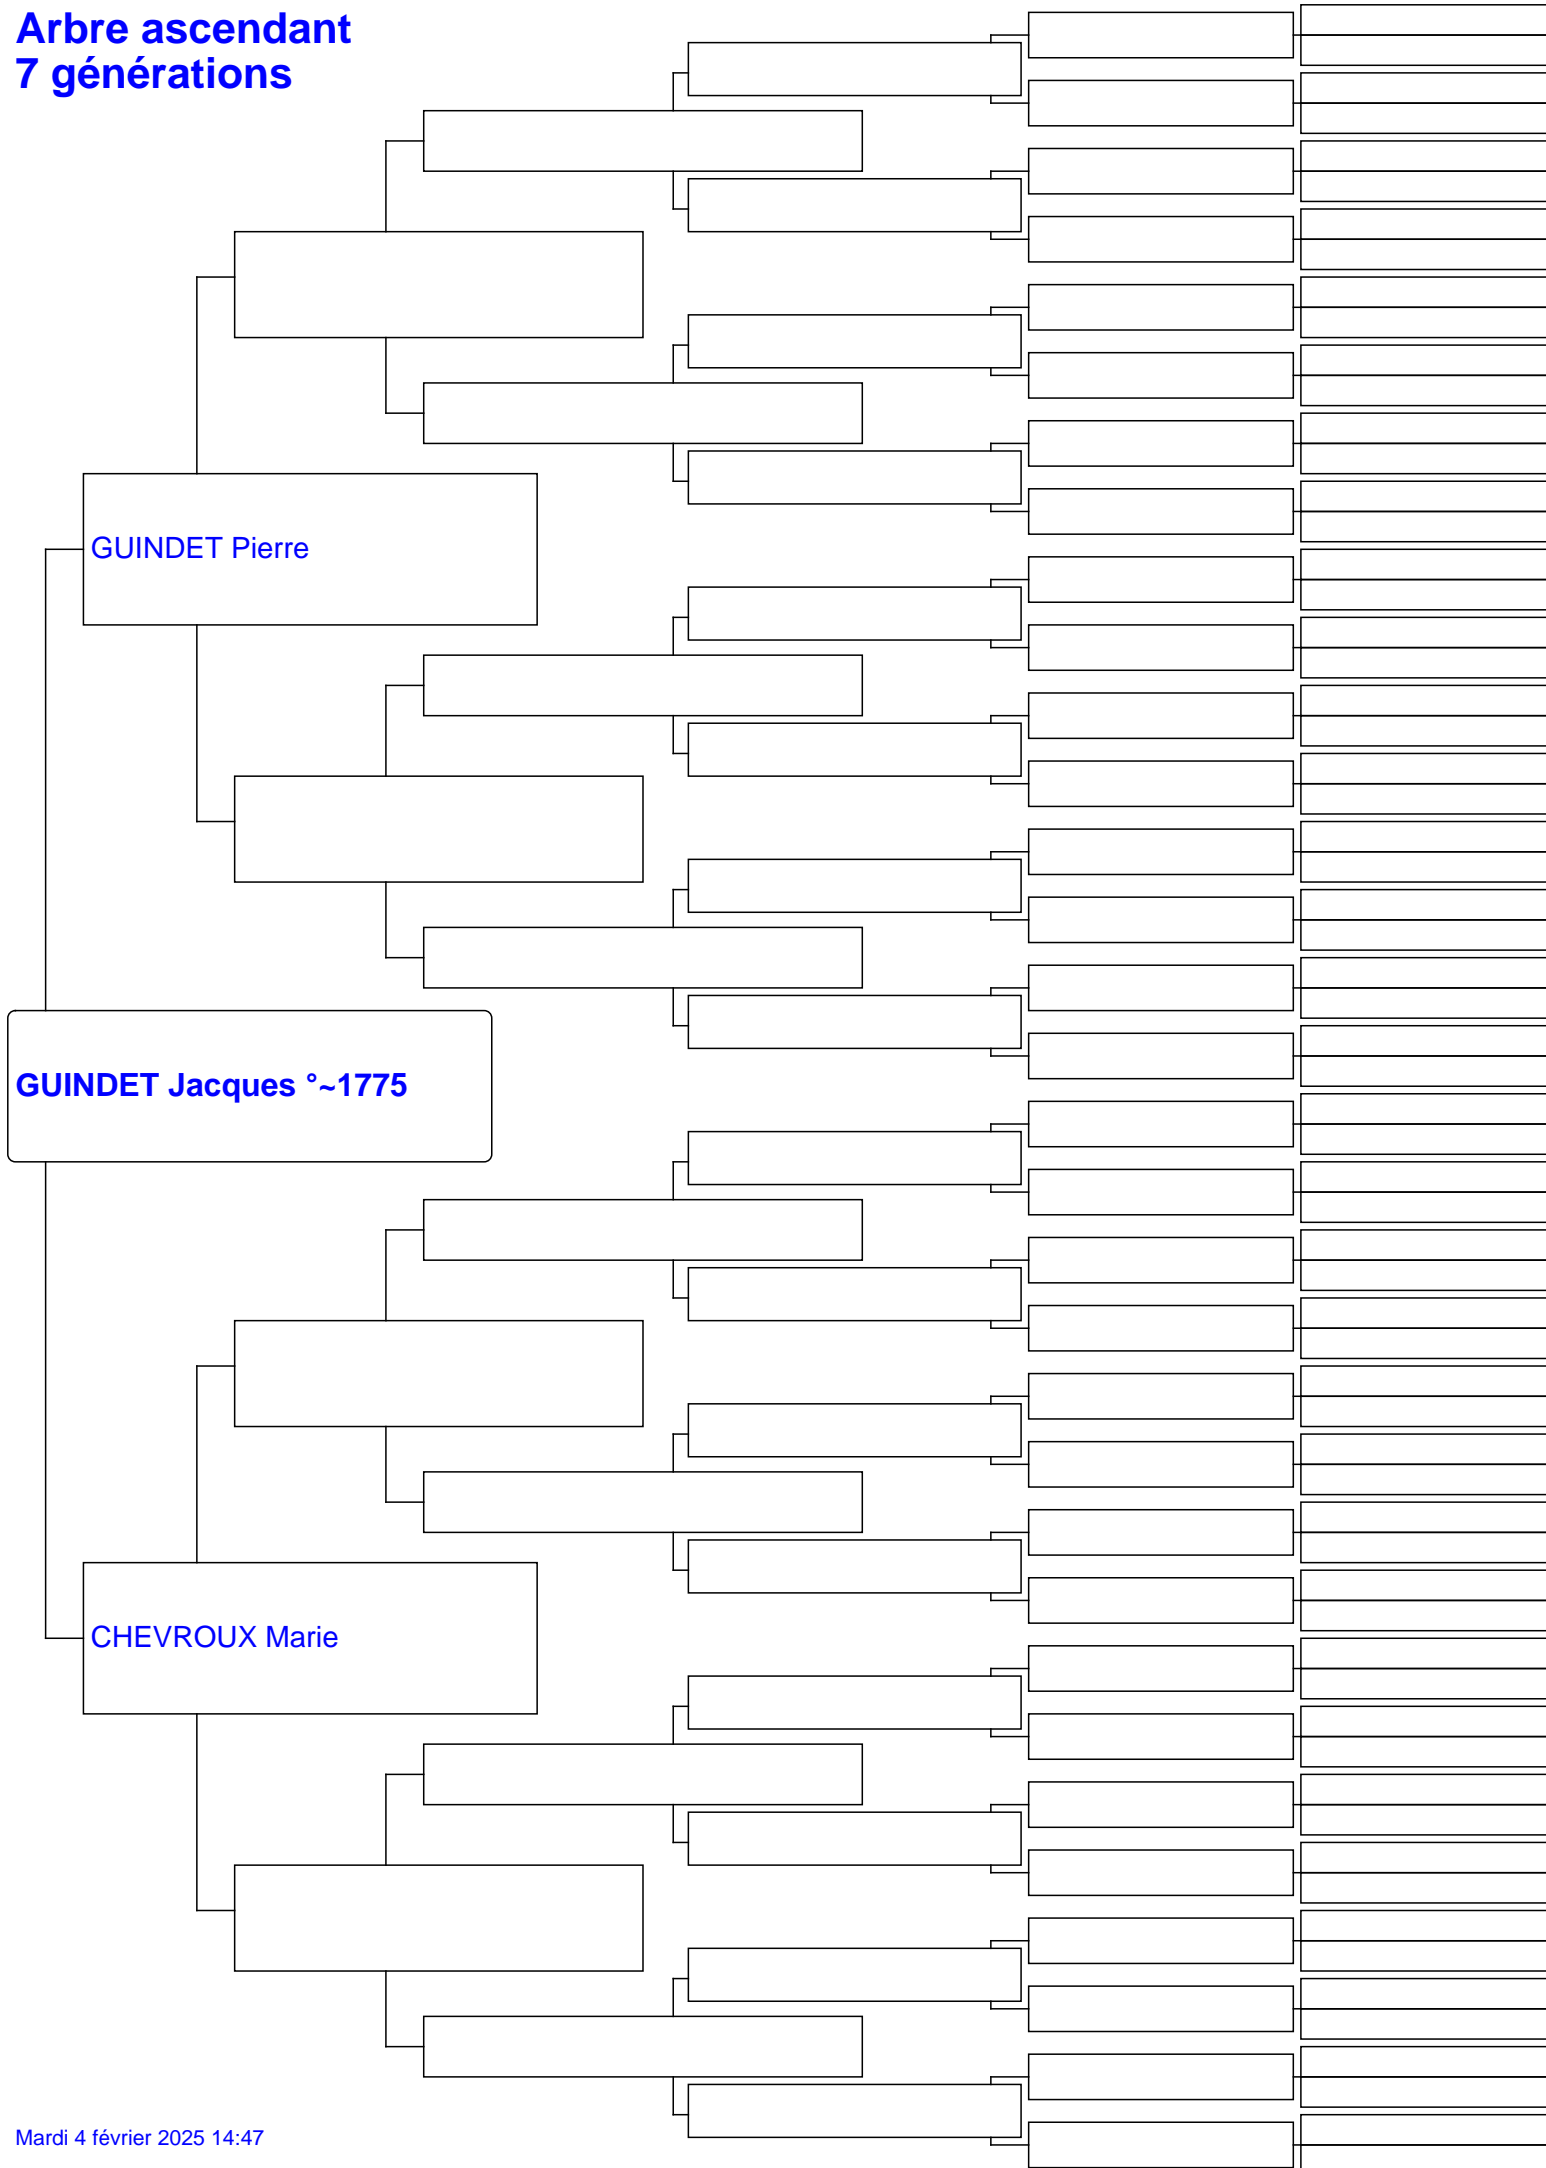 Arbre ascendant
7 générations
GUINDET Pierre
GUINDET Jacques °~1775
CHEVROUX Marie
Mardi 4 février 2025 14:47